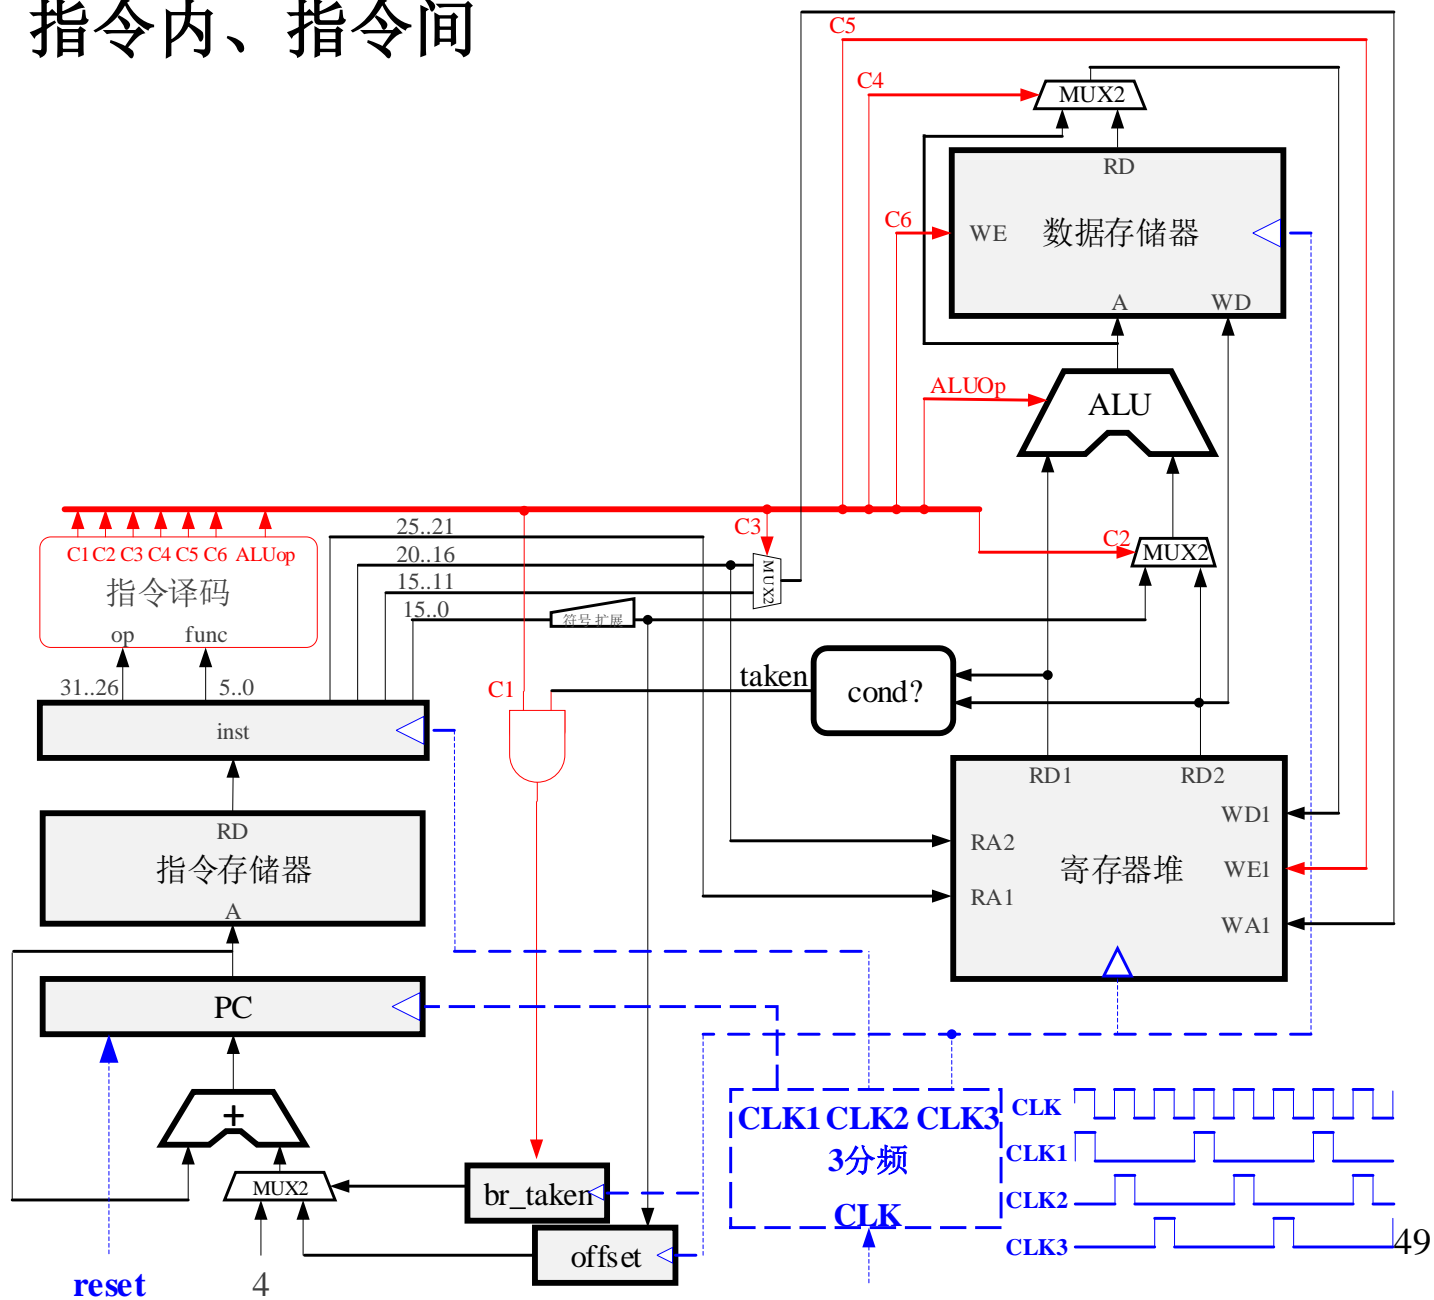 指令内、指令间
C5
C4
MUX2
RD
C6
WE
数据存储器
A
WD
ALUOp
ALU
C3
C2
MUX2
MUX2
25..21
20..16
15..11
15..0
符号扩展
C1 C2 C3 C4 C5 C6 ALUop
指令译码
op
func
31..26
5..0
C1
taken
cond?
inst
RD
指令存储器
A
PC
RD1
RD2
WD1
RA2
寄存器堆
WE1
RA1
WA1
+
MUX2
br_taken
offset
reset
4
CLK1 CLK2 CLK3
3分频
CLK
CLK
CLK1
CLK2
CLK3
49